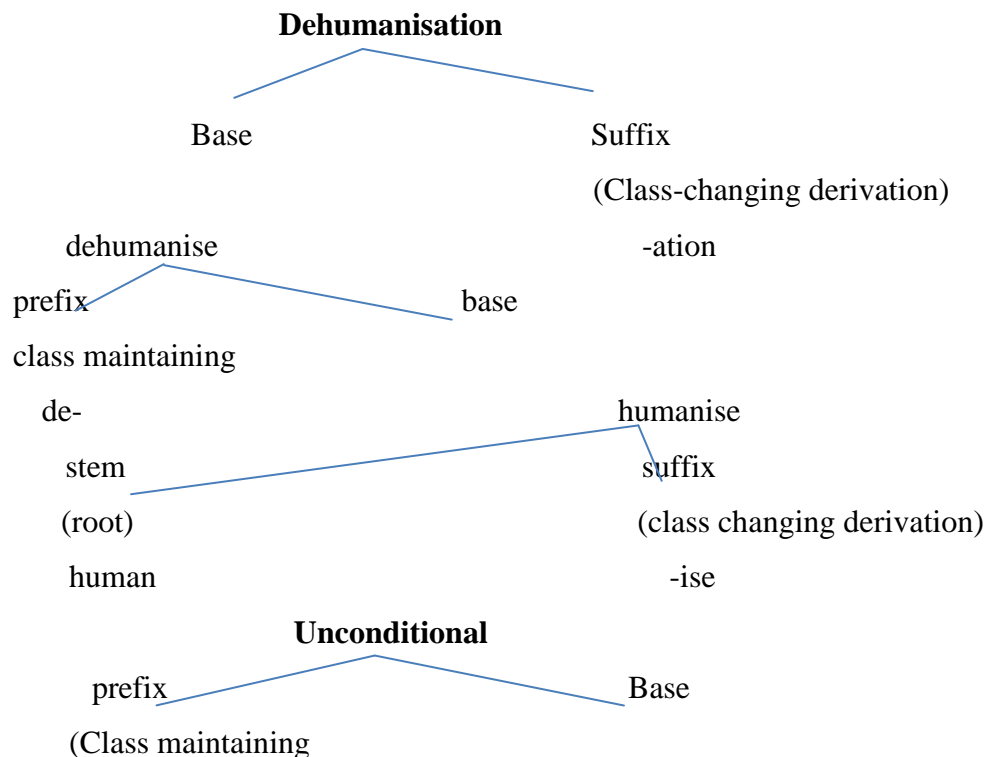 Dehumanisation
Base Suffix
(Class-changing derivation)
dehumanise -ation
prefix base
class maintaining
de- humanise
stem suffix
(root) (class changing derivation)
human -ise
Unconditional
prefix Base
(Class maintaining